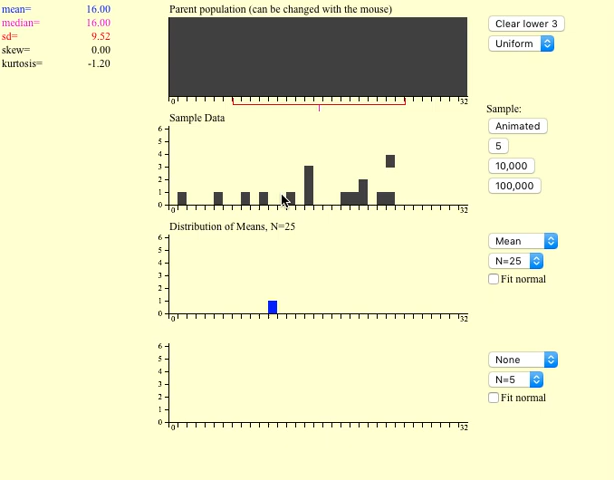 mean= 16.00
median= 16.00
sd= 9.52
skew= 0.00
kurtosis= -1.20
Parent population (can be changed with the mouse)
0 32
Clear lower 3
Uniform
Sample:
Animated
5
10,000
100,000
Sample Data
6
5
4
3
2
1
0
0 32
Distribution of Means, N=25
6
5
4
3
2
1
0
0 32
Mean
N=25
Fit normal
6
5
4
3
2
1
0
0 32
None
N=5
Fit normal